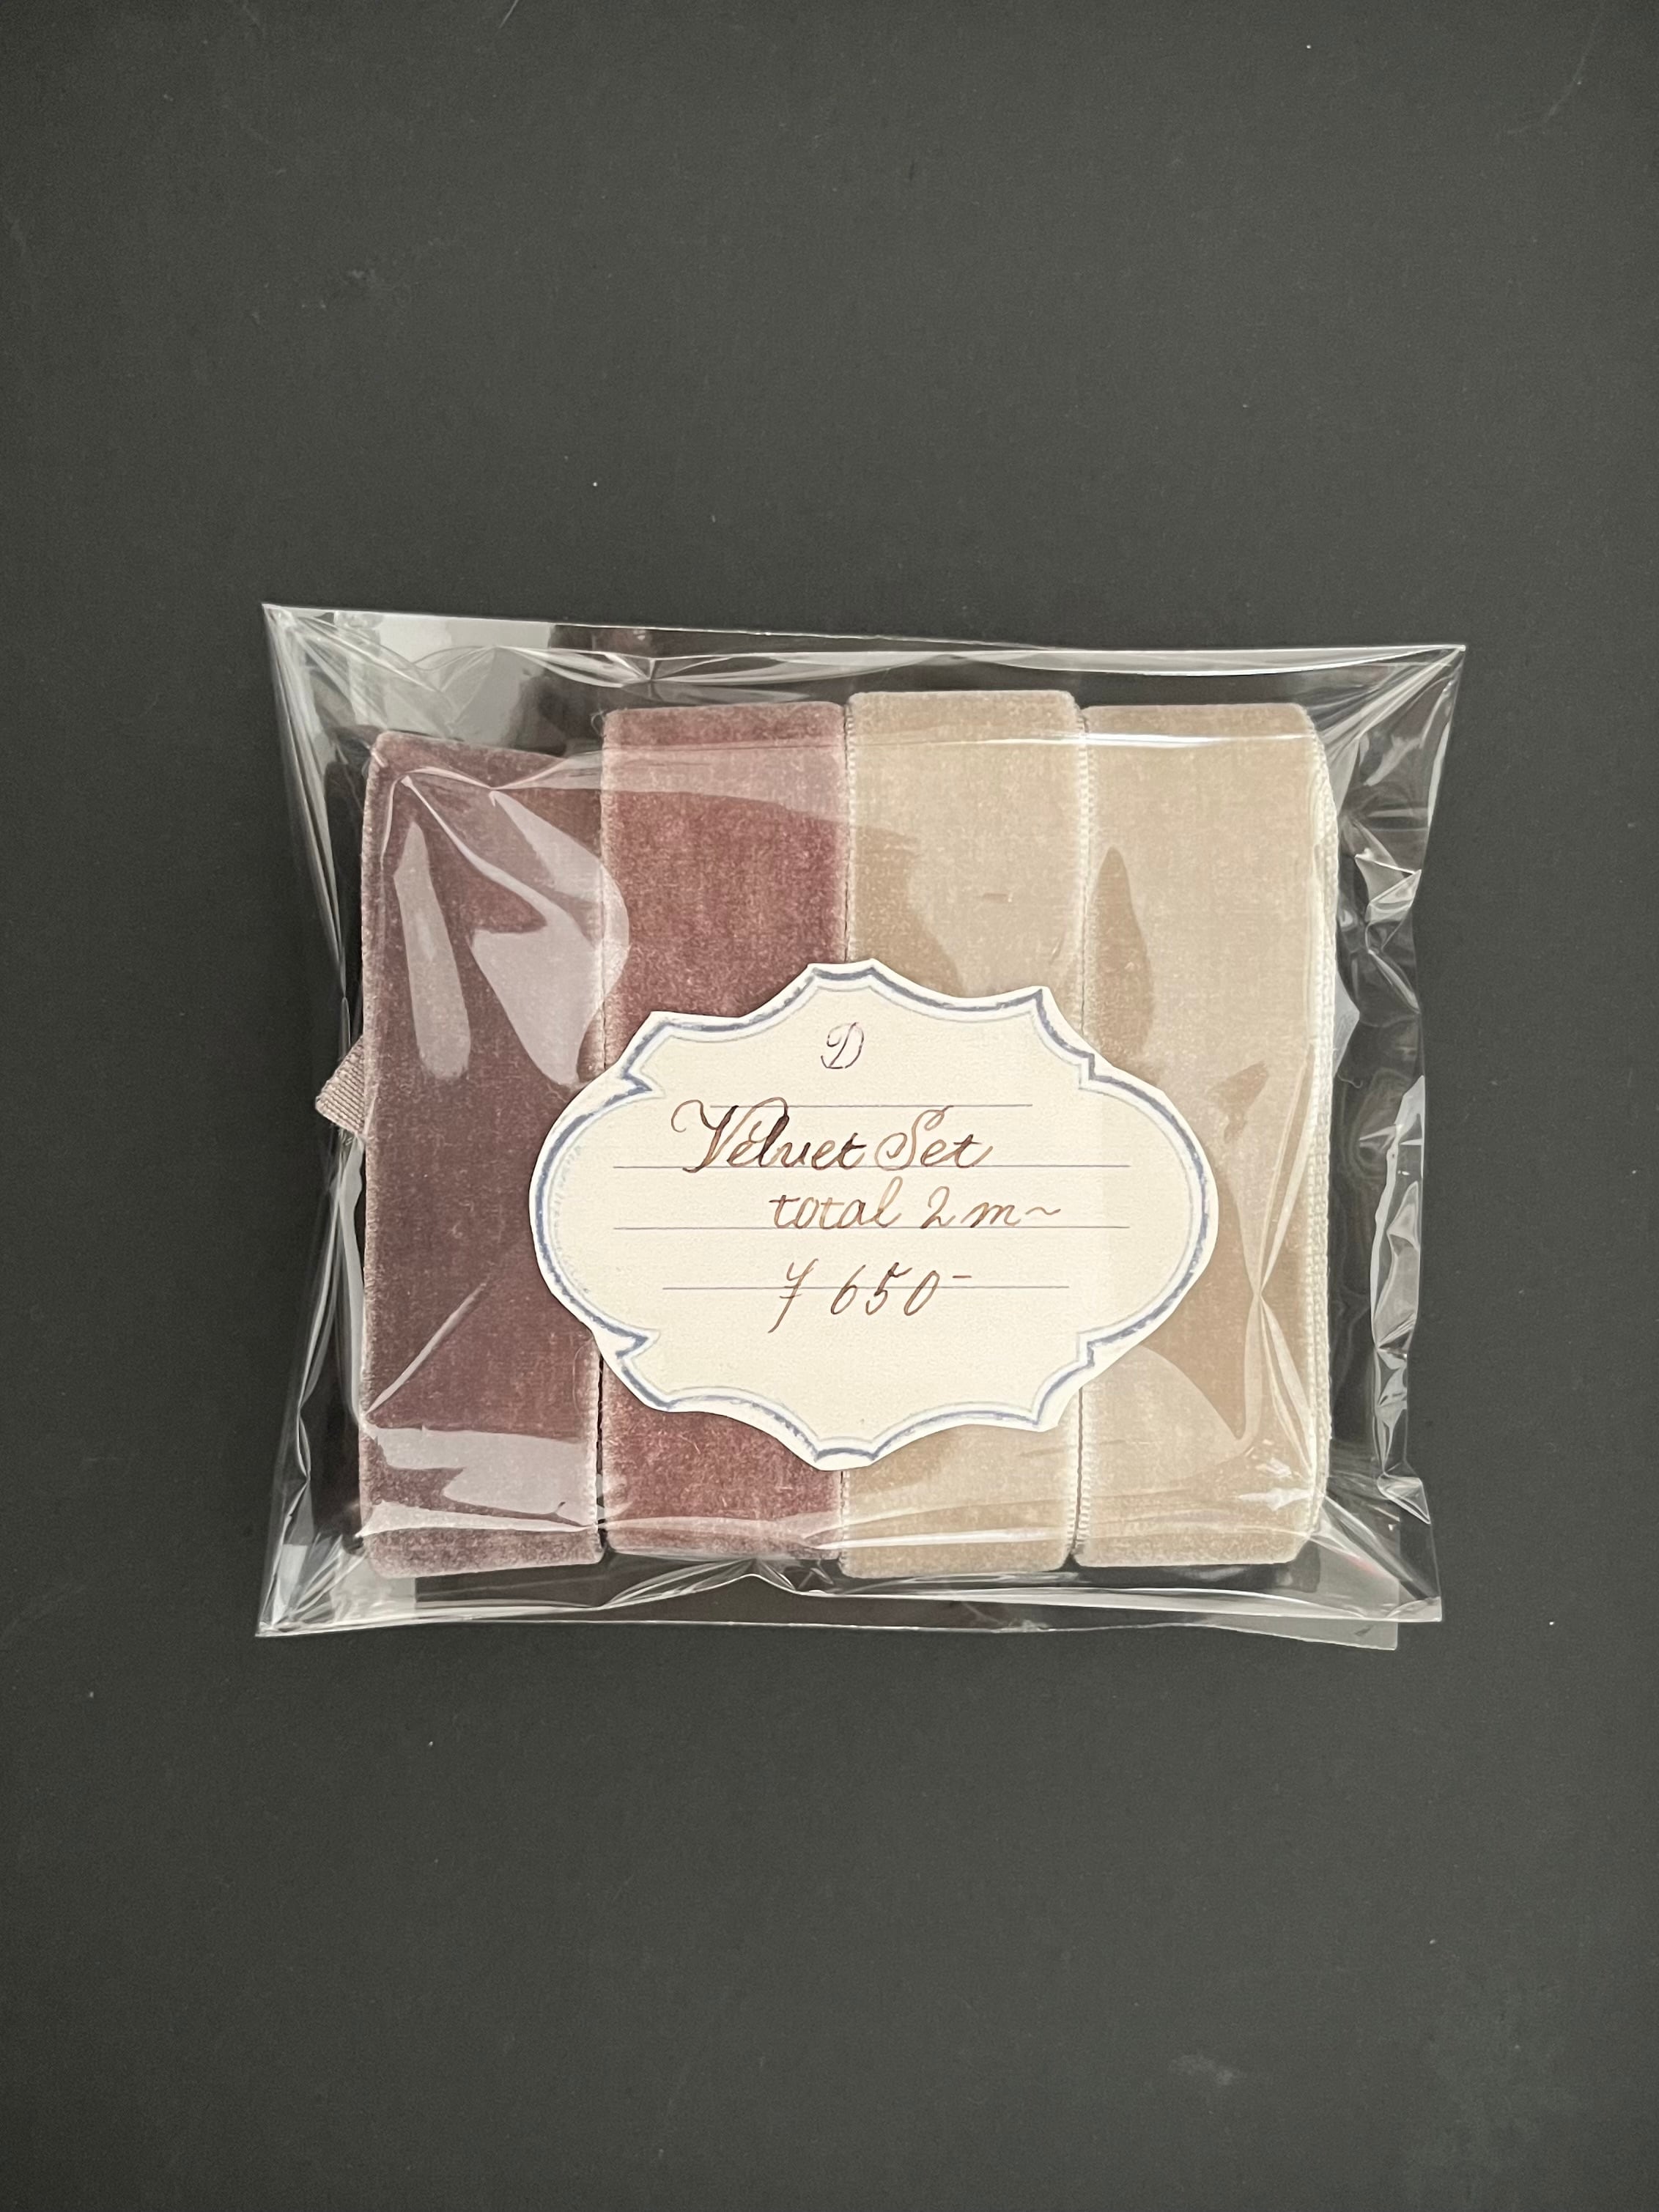 D
Velvet Set
total 2m~
¥650-